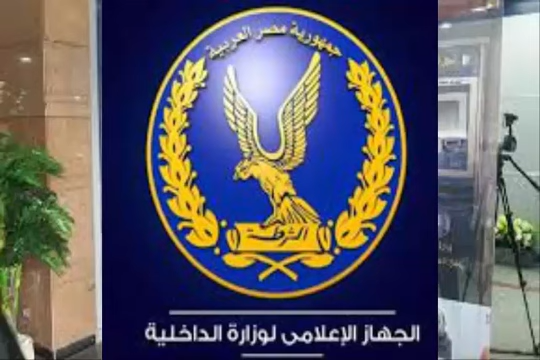 جمهورية مصر العربية
الشرطة
الجهاز الإعلامى لوزارة الداخلية